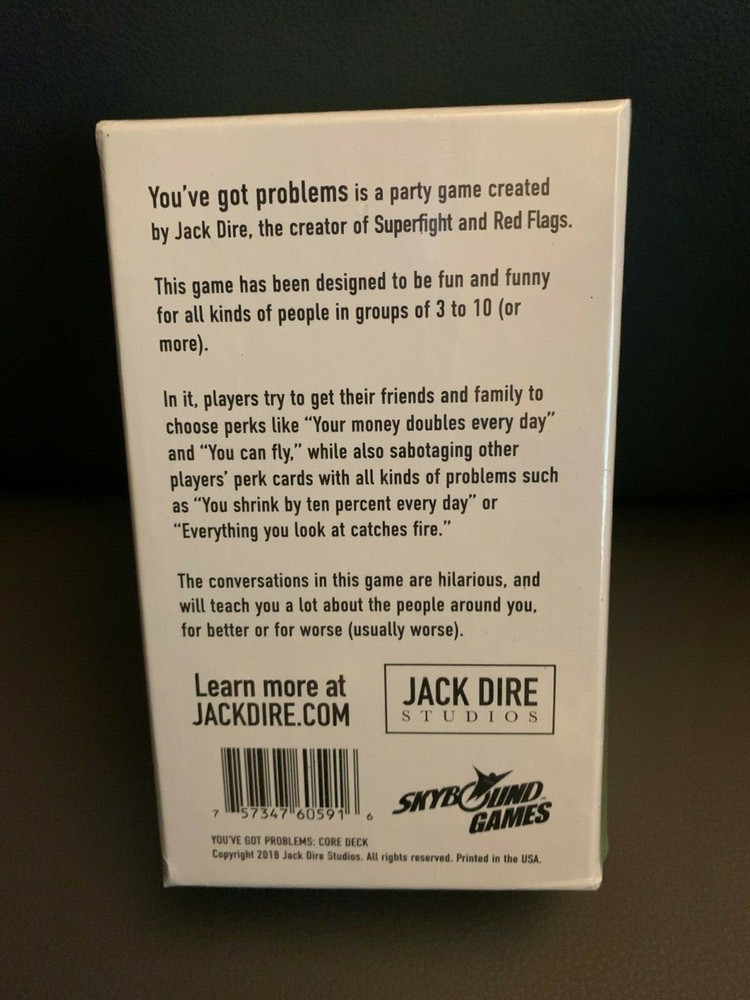 You've got problems is a party game created
by Jack Dire, the creator of Superfight and Red Flags.
This game has been designed to be fun and funny
for all kinds of people in groups of 3 to 10 (or
more).
In it, players try to get their friends and family to
choose perks like “Your money doubles every day”
and “You can fly,” while also sabotaging other
players’ perk cards with all kinds of problems such
as “You shrink by ten percent every day” or
“Everything you look at catches fire.”
The conversations in this game are hilarious, and
will teach you a lot about the people around you,
for better or for worse (usually worse).
Learn more at
JACKDIRE.COM
JACK DIRE
STUDIOS
7 57347 60591 6
SKYBOUND
GAMES
YOU'VE GOT PROBLEMS: CORE DECK
Copyright 2018 Jack Dire Studios. All rights reserved. Printed in the USA.